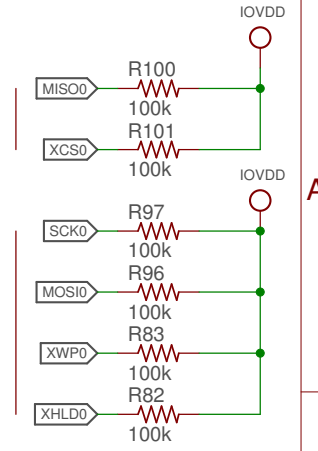 IOVDD
R100
MISO0
100k
R101
XCS0
100k
IOVDD
A
R97
SCK0
100k
R96
MOSI0
100k
R83
XWP0
100k
R82
XHLD0
100k